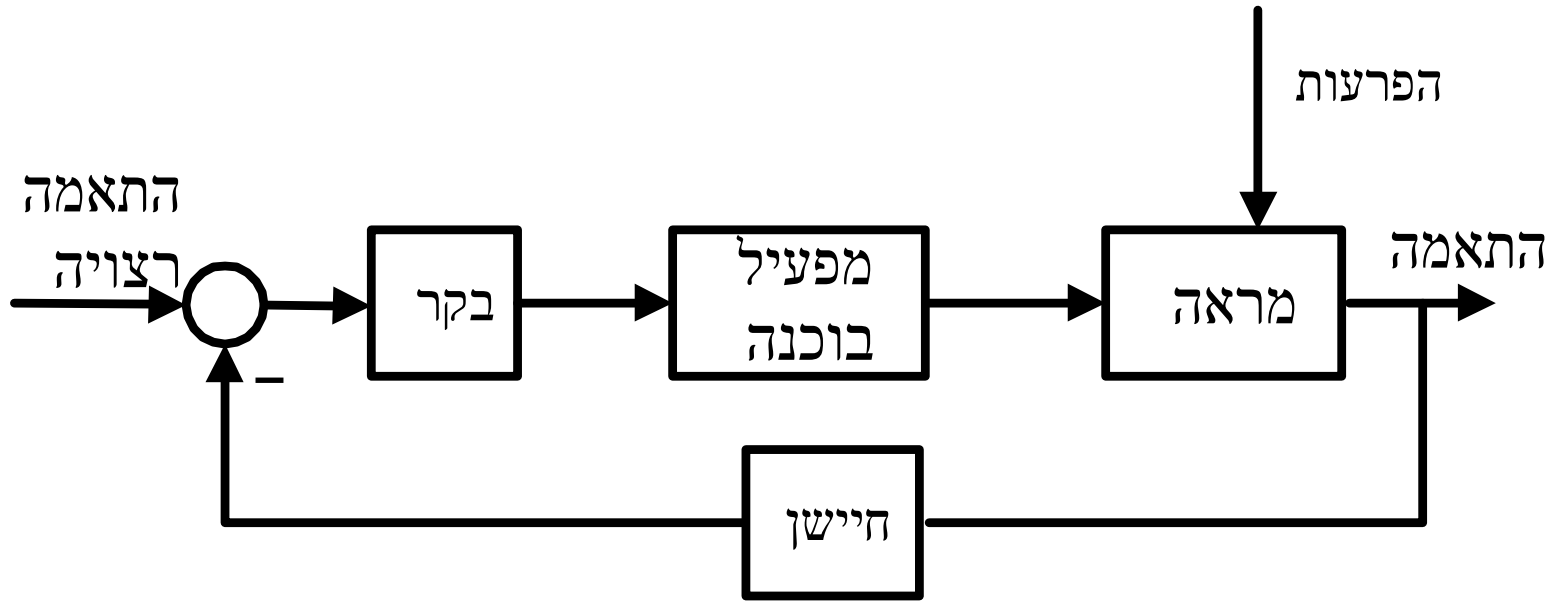 הפרעות
התאמה
רצויה
בקר
מפעיל
בוכנה
מראה
התאמה
–
חיישן